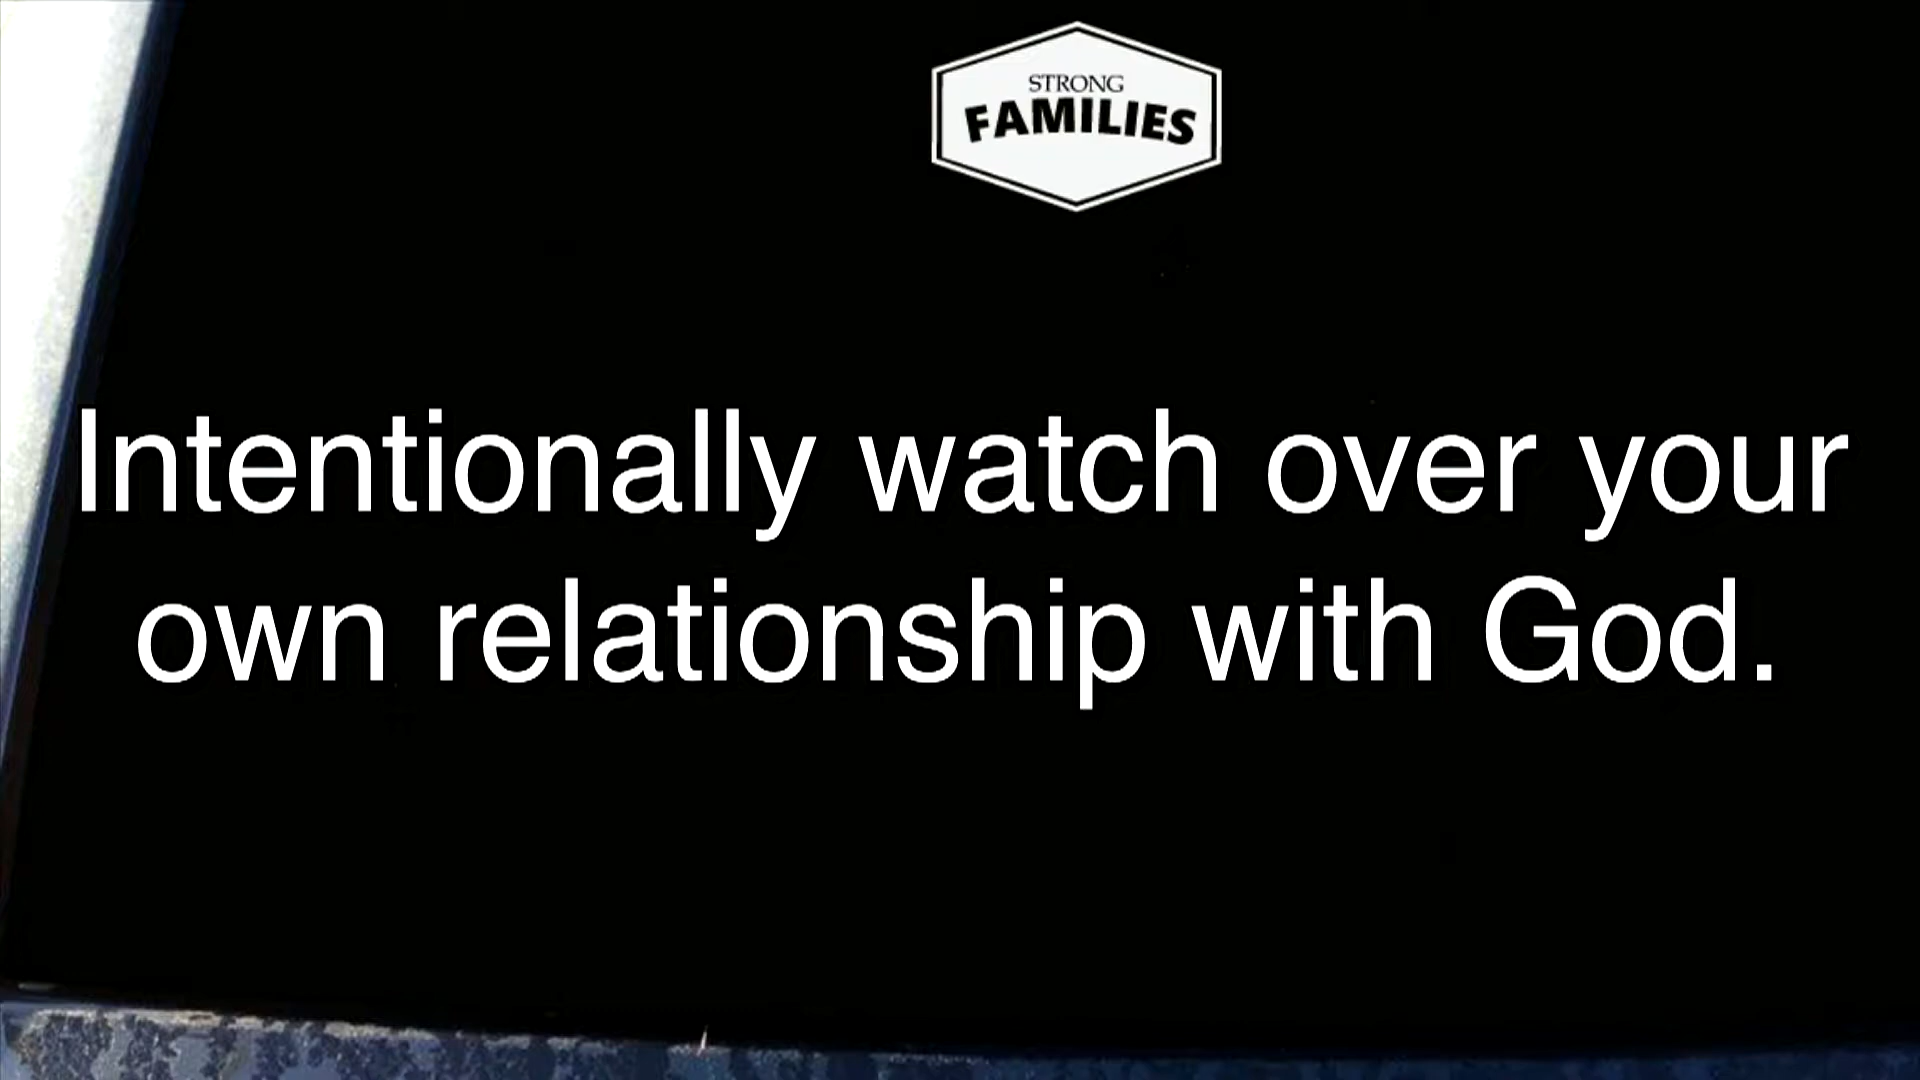 STRONG
FAMILIES
Intentionally watch over your
own relationship with God.